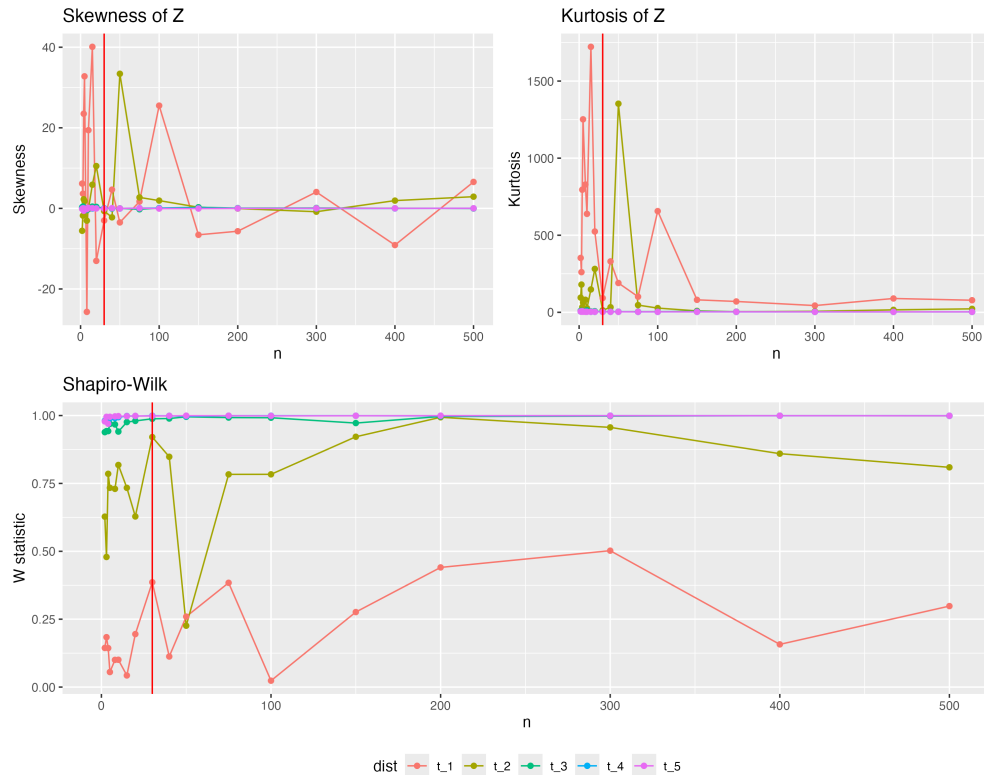 Skewness of Z
40
20
0
-20
Skewness
0 100 200 300 400 500
n
Kurtosis of Z
1500
1000
500
0
Kurtosis
0 100 200 300 400 500
n
Shapiro-Wilk
1.00
0.75
0.50
0.25
0.00
W statistic
0 100 200 300 400 500
n
dist t_1 t_2 t_3 t_4 t_5